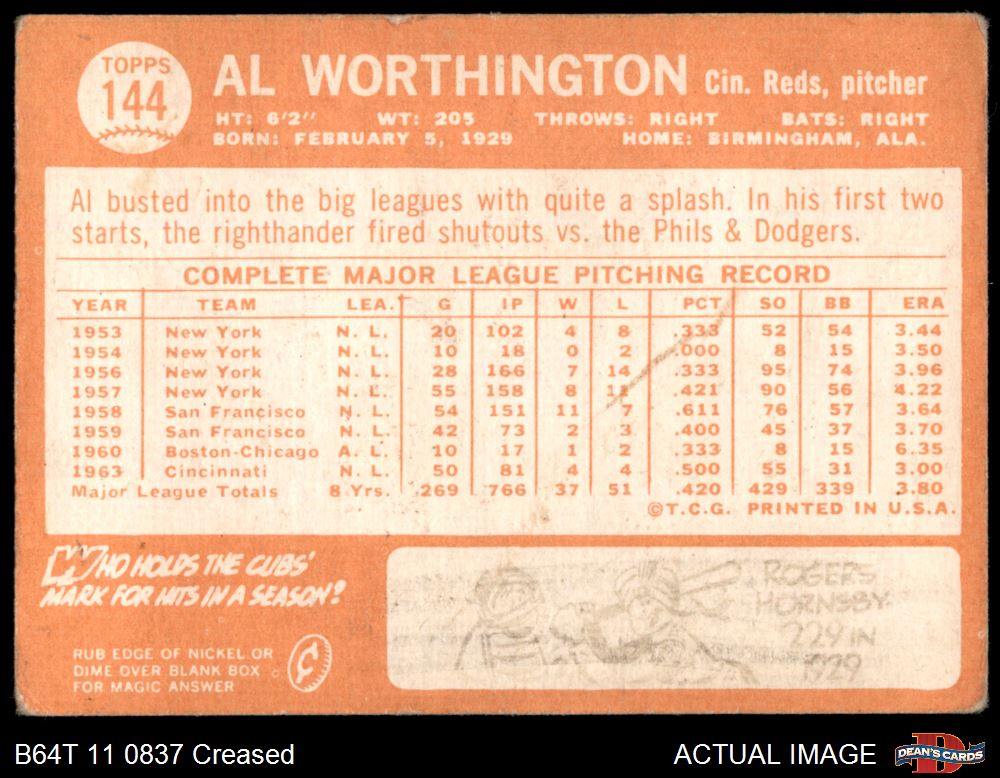 TOPPS
144
AL WORTHINGTON Cin. Reds, pitcher
HT: 6'2" WT: 205 THROWS: RIGHT BATS: RIGHT
BORN: FEBRUARY 5, 1929 HOME: BIRMINGHAM, ALA.
Al busted into the big leagues with quite a splash. In his first two
starts, the righthander fired shutouts vs. the Phils & Dodgers.
COMPLETE MAJOR LEAGUE PITCHING RECORD
YEAR TEAM LEA. G IP W L PCT SO BB ERA
1953 New York N. L. 20 102 4 8 .333 52 54 3.44
1954 New York N. L. 10 18 0 2 .000 8 15 3.50
1956 New York N. L. 28 166 7 14 .333 95 74 3.96
1957 New York N. L. 55 158 8 11 .421 90 56 4.22
1958 San Francisco N. L. 54 151 11 7 .611 76 57 3.64
1959 San Francisco N. L. 42 73 2 3 .400 45 37 3.70
1960 Boston-Chicago A. L. 10 17 1 2 .333 8 15 6.35
1963 Cincinnati N. L. 50 81 4 4 .500 55 31 3.00
Major League Totals 8 Yrs. 269 766 37 51 .420 429 339 3.80
©T.C.G. PRINTED IN U.S.A.
WHO HOLDS THE CUBS'
MARK FOR HITS IN A SEASON?
RUB EDGE OF NICKEL OR
DIME OVER BLANK BOX
FOR MAGIC ANSWER
¢
ROGERS
HORNSBY
229 IN
1929
B64T 11 0837 Creased
ACTUAL IMAGE
DEAN'S CARDS